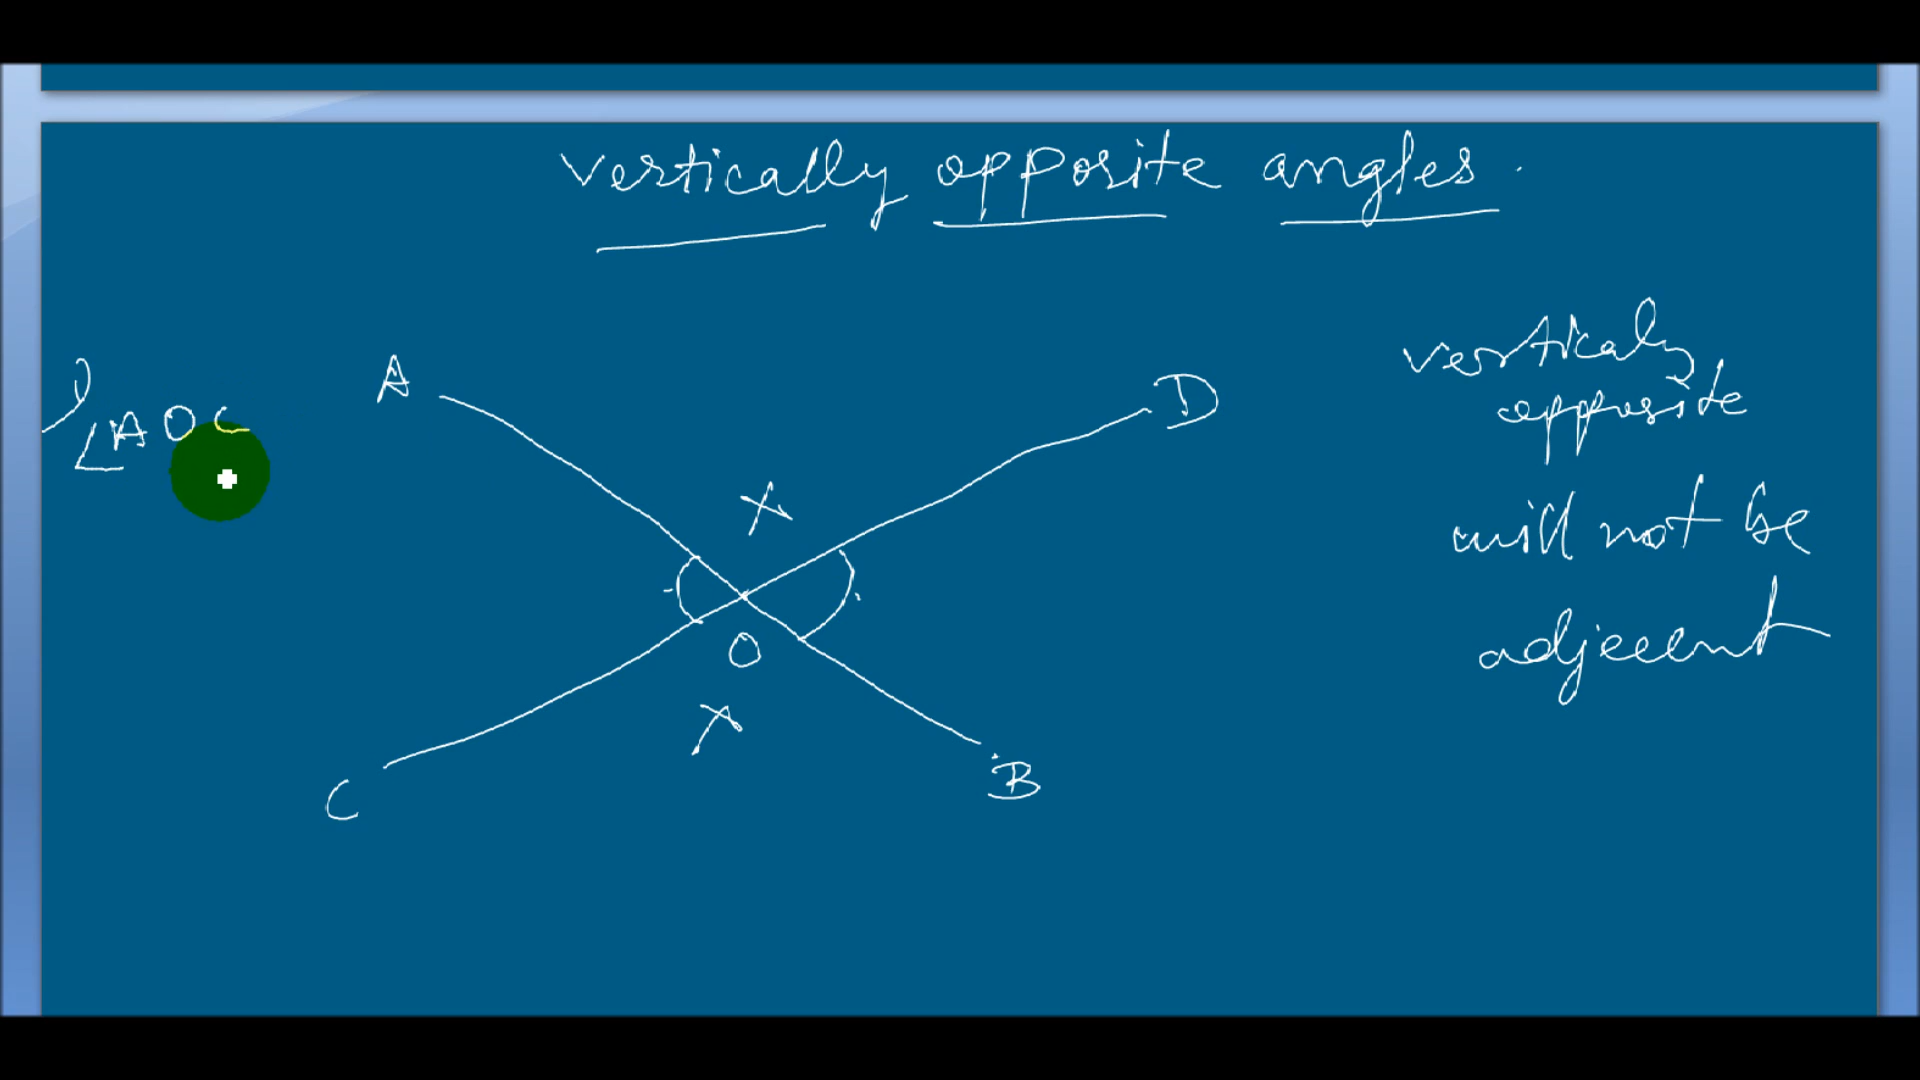 vertically opposite angles.
)
∠AOC
A
D
O
C
B
vertically
opposite
will not be
adjecent